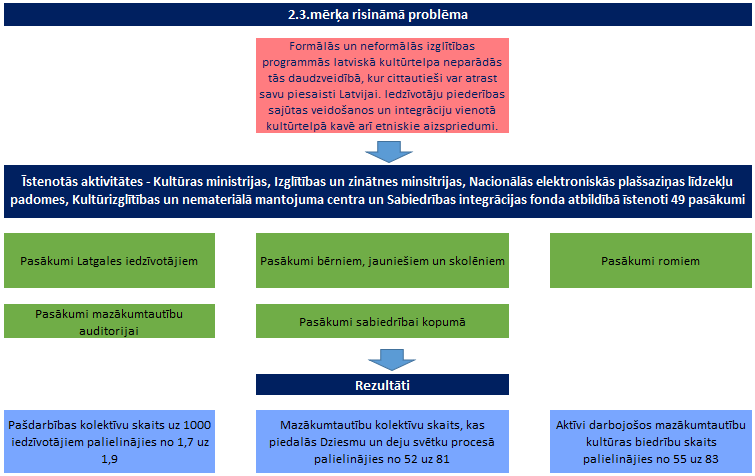 2.3.mērķa risināmā problēma
Formālās un neformālās izglītības
programmās latviskā kultūrtelpa neparādās
tās daudzveidībā, kur cittautieši var atrast
savu piesaisti Latvijai. Iedzīvotāju piederības
sajūtas veidošanos un integrāciju vienotā
kultūrtelpā kavē arī etniskie aizspriedumi.
Īstenotās aktivitātes - Kultūras ministrijas, Izglītības un zinātnes minsitrijas, Nacionālās elektroniskās plašsaziņas līdzekļu
padomes, Kultūrizglītības un nemateriālā mantojuma centra un Sabiedrības integrācijas fonda atbildībā īstenoti 49 pasākumi
Pasākumi Latgales iedzīvotājiem
Pasākumi bērniem, jauniešiem un skolēniem
Pasākumi romiem
Pasākumi mazākumtautību
auditorijai
Pasākumi sabiedrībai kopumā
Rezultāti
Pašdarbības kolektīvu skaits uz 1000
iedzīvotājiem palielinājies no 1,7 uz
1,9
Mazākumtautību kolektīvu skaits, kas
piedalās Dziesmu un deju svētku procesā
palielinājies no 52 uz 81
Aktīvi darbojošos mazākumtautību
kultūras biedrību skaits
palielinājies no 55 uz 83